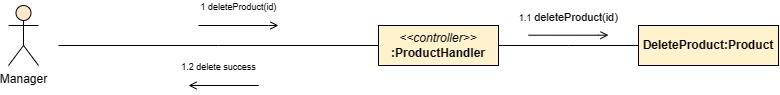 1 deleteProduct(id)
1.1 deleteProduct(id)
<<controller>>
:ProductHandler
DeleteProduct:Product
1.2 delete success
Manager